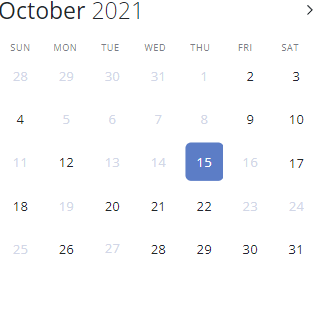 October 2021
SUN MON TUE WED THU FRI SAT
28 29 30 31 1 2 3
4 5 6 7 8 9 10
11 12 13 14 15 16 17
18 19 20 21 22 23 24
25 26 27 28 29 30 31